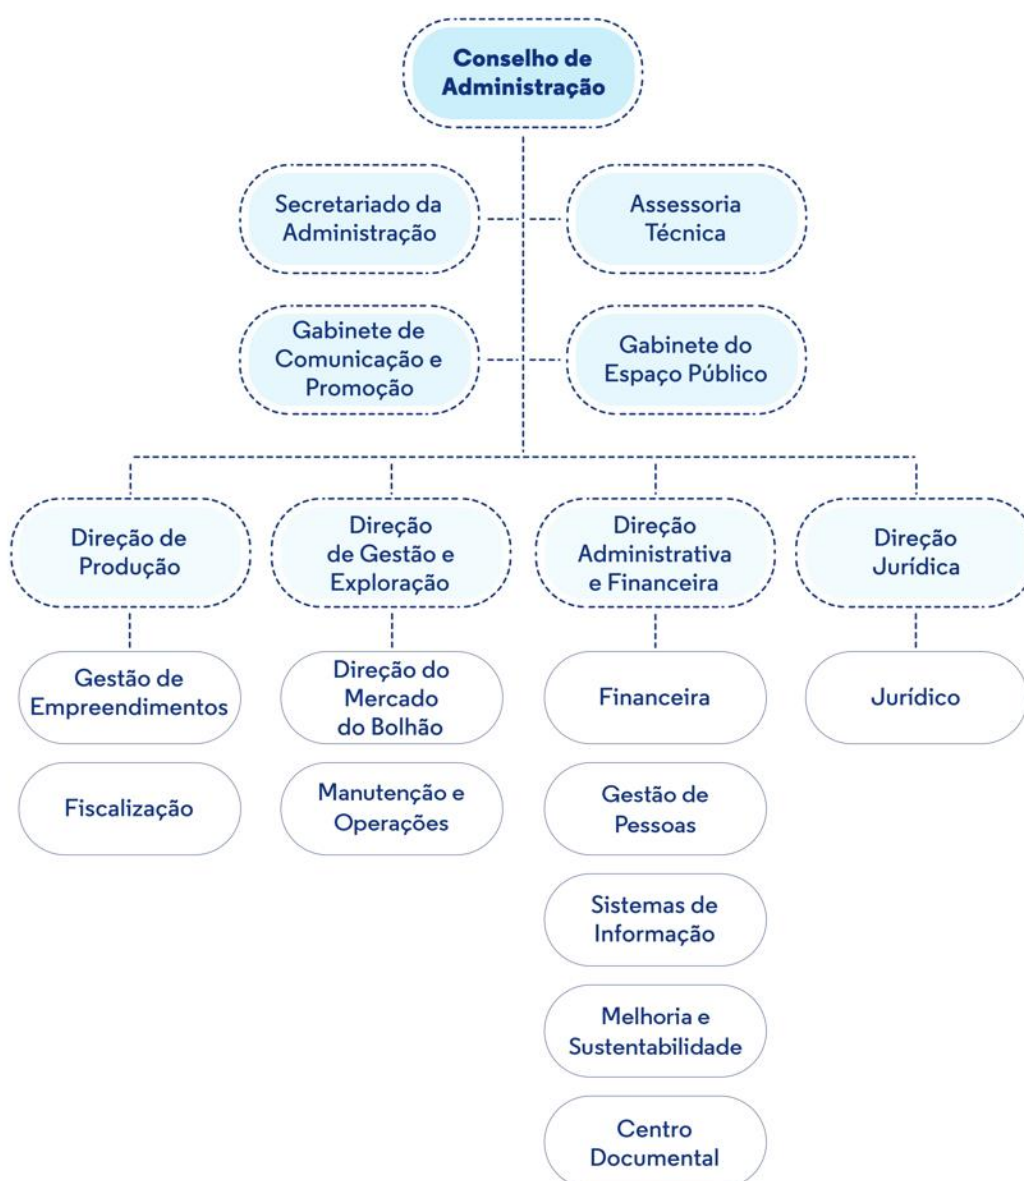 Conselho de
Administração
Secretariado da
Administração
Assessoria
Técnica
Gabinete de
Comunicação e
Promoção
Gabinete do
Espaço Público
Direção de
Produção
Direção
de Gestão e
Exploração
Direção
Administrativa
e Financeira
Direção
Jurídica
Gestão de
Empreendimentos
Direção do
Mercado
do Bolhão
Financeira
Jurídico
Fiscalização
Manutenção e
Operações
Gestão de
Pessoas
Sistemas de
Informação
Melhoria e
Sustentabilidade
Centro
Documental